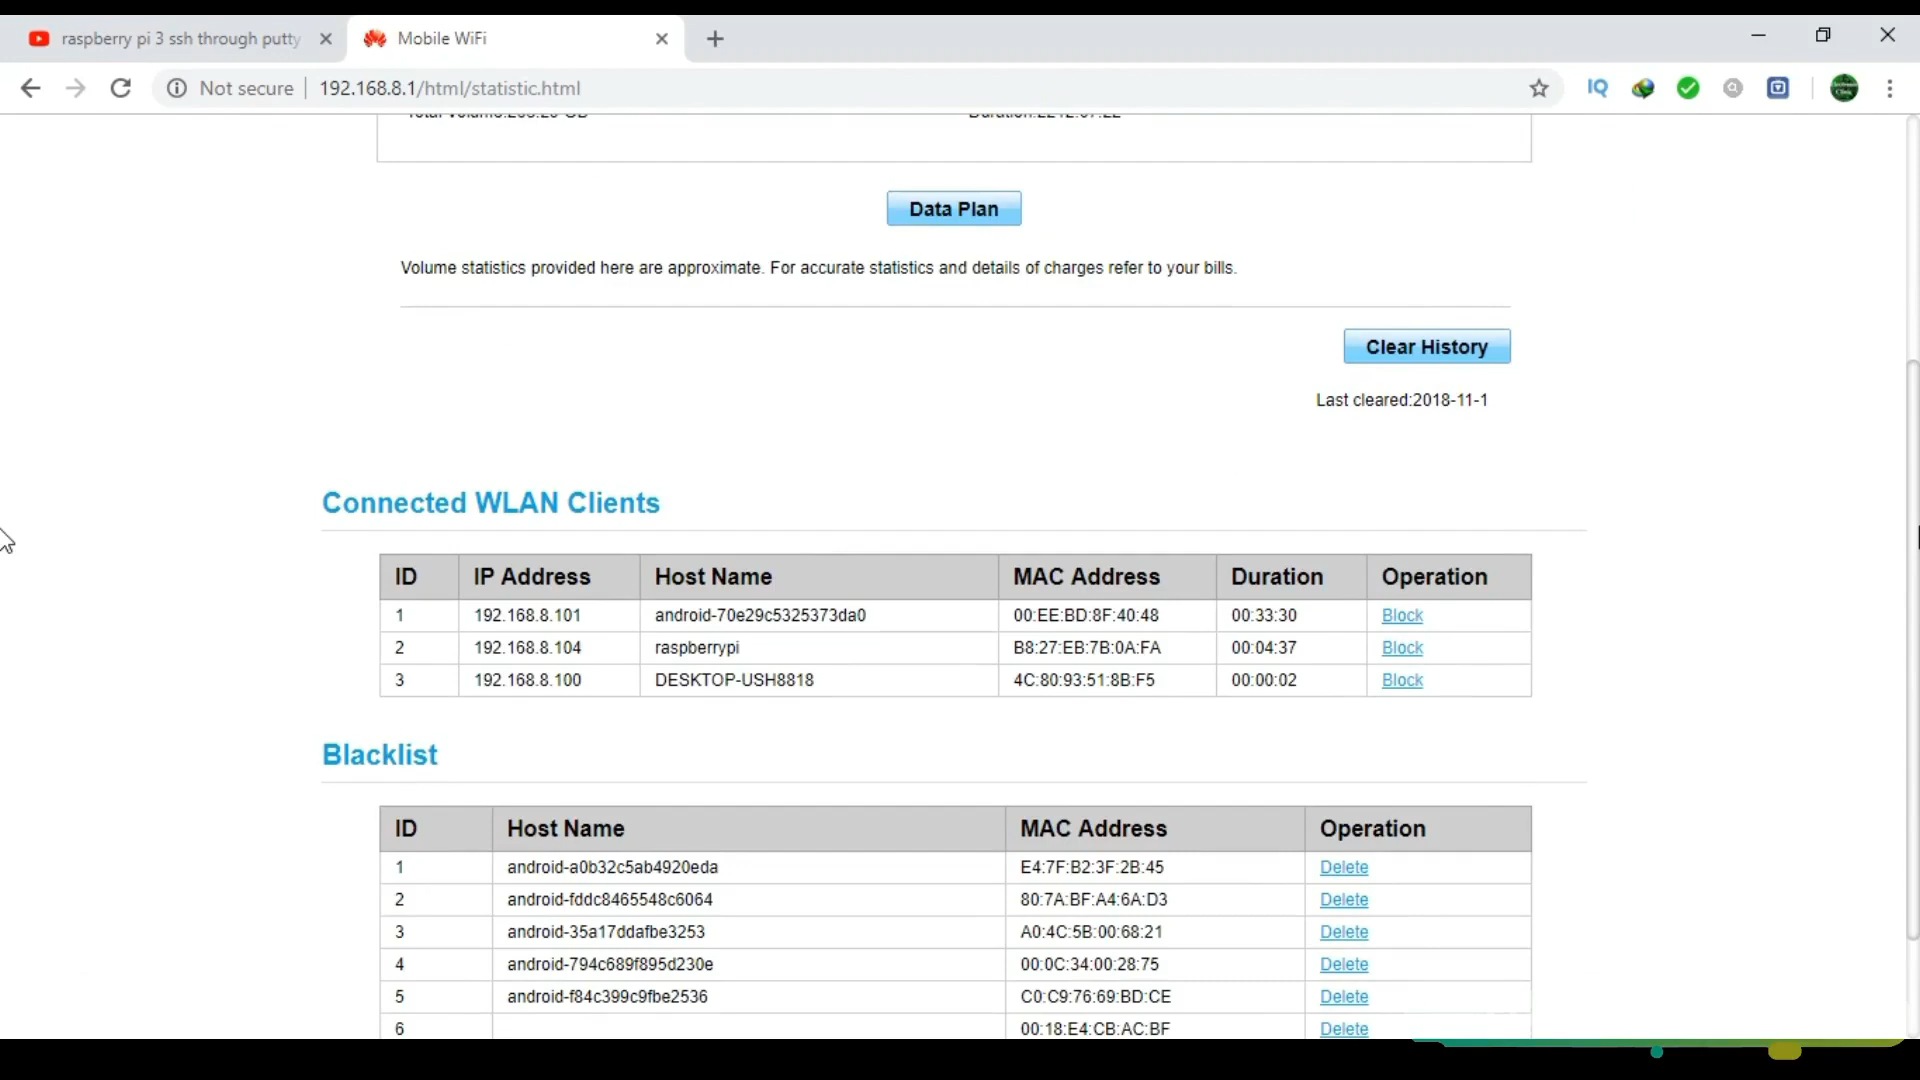 raspberry pi 3 ssh through putty
Mobile WiFi
Not secure | 192.168.8.1/html/statistic.html
IQ
Data Plan
Volume statistics provided here are approximate. For accurate statistics and details of charges refer to your bills.
Clear History
Last cleared:2018-11-1
Connected WLAN Clients
ID IP Address Host Name MAC Address Duration Operation
1 192.168.8.101 android-70e29c5325373da0 00:EE:BD:8F:40:48 00:33:30 Block
2 192.168.8.104 raspberrypi B8:27:EB:7B:0A:FA 00:04:37 Block
3 192.168.8.100 DESKTOP-USH8818 4C:80:93:51:8B:F5 00:00:02 Block
Blacklist
ID Host Name MAC Address Operation
1 android-a0b32c5ab4920eda E4:7F:B2:3F:2B:45 Delete
2 android-fddc8465548c6064 80:7A:BF:A4:6A:D3 Delete
3 android-35a17ddafbe3253 A0:4C:5B:00:68:21 Delete
4 android-794c689f895d230e 00:0C:34:00:28:75 Delete
5 android-f84c399c9fbe2536 C0:C9:76:69:BD:CE Delete
6 00:18:E4:CB:AC:BF Delete